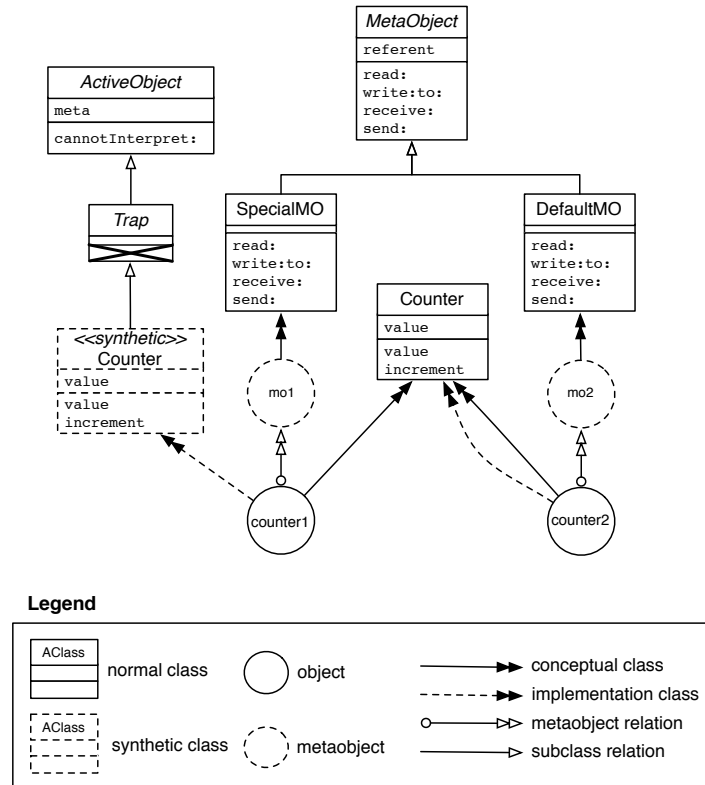 MetaObject
referent
read:
write:to:
receive:
send:
ActiveObject
meta
cannotInterpret:
Trap
SpecialMO
read:
write:to:
receive:
send:
DefaultMO
read:
write:to:
receive:
send:
Counter
value
value
increment
<<synthetic>>
Counter
value
value
increment
mo1
mo2
counter1
counter2
Legend
AClass
normal class
object
conceptual class
implementation class
AClass
synthetic class
metaobject
metaobject relation
subclass relation